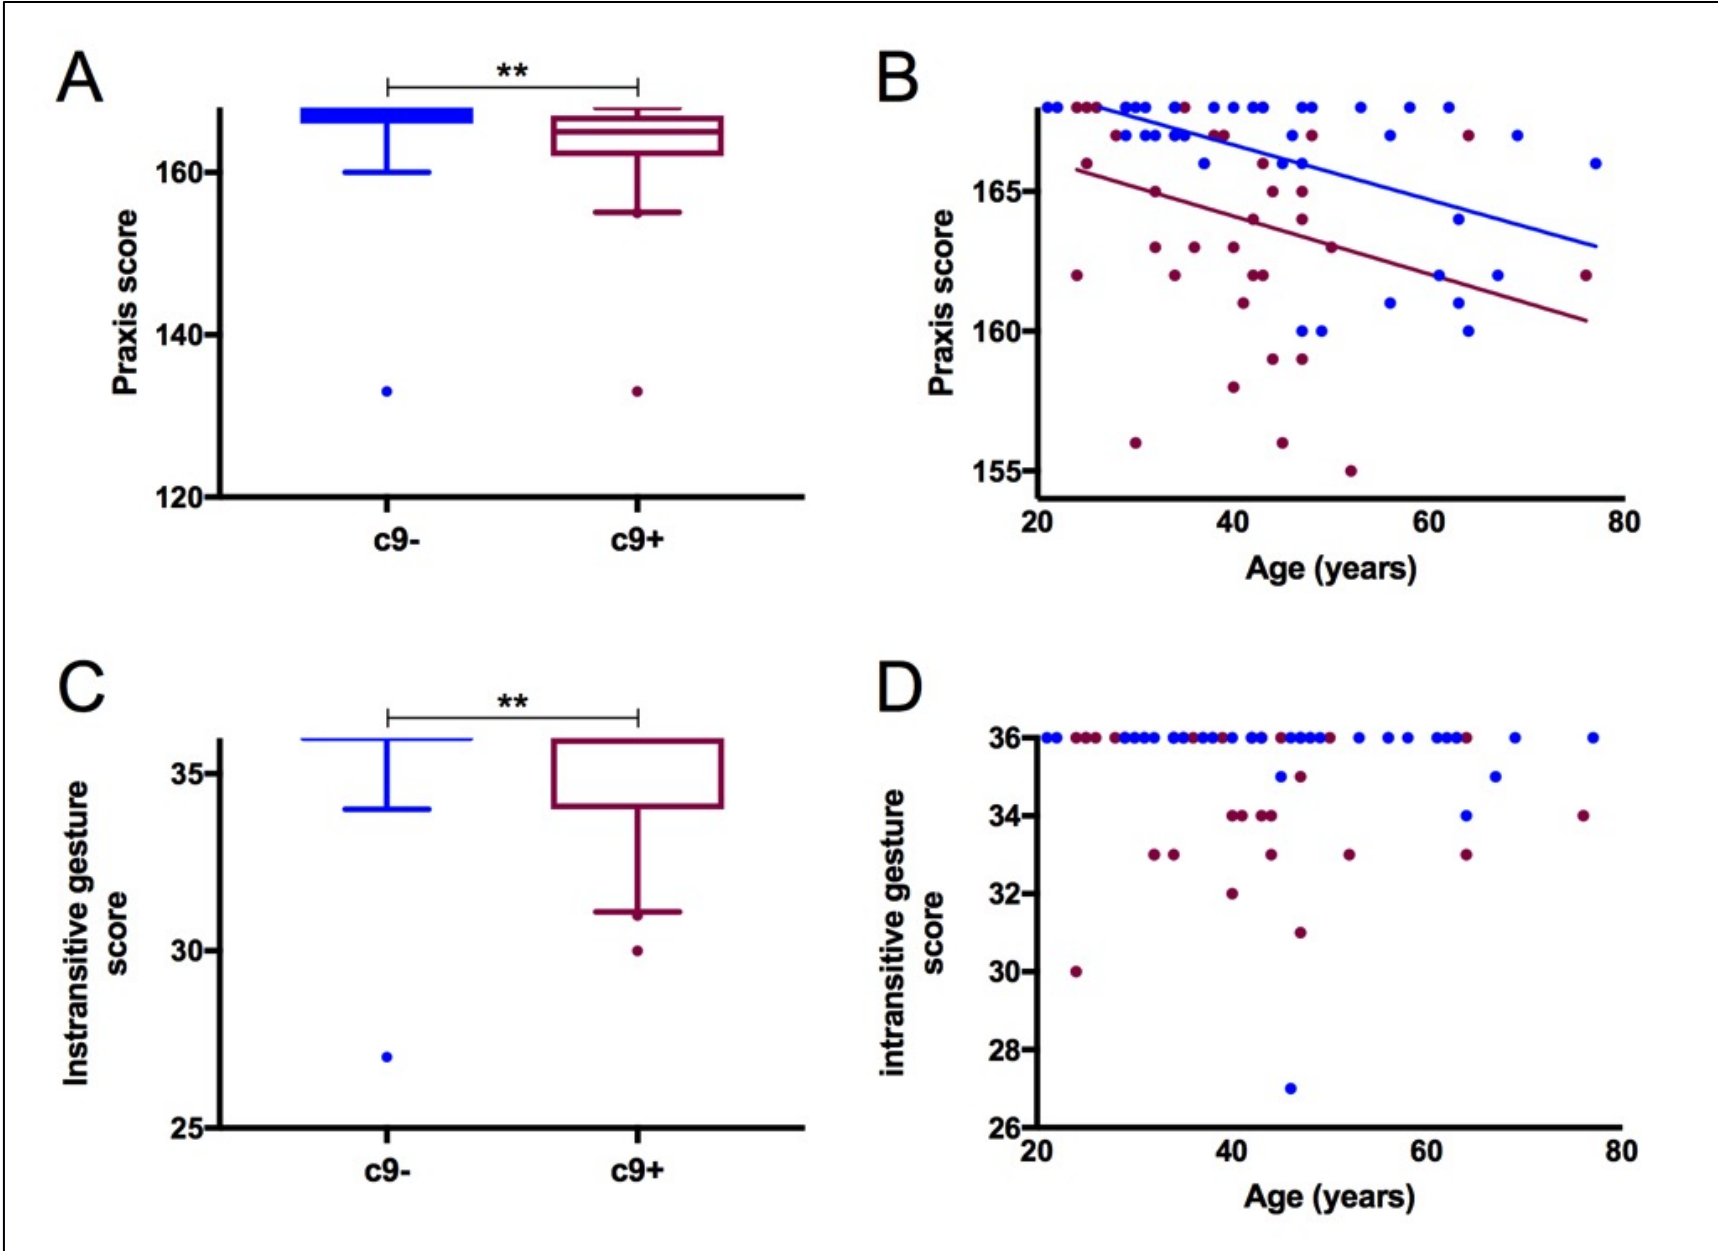 A
**
Praxis score
160
140
120
c9-
c9+
B
Praxis score
165
160
155
20
40
60
80
Age (years)
C
**
Instransitive gesture
score
35
30
25
c9-
c9+
D
intransitive gesture
score
36
34
32
30
28
26
20
40
60
80
Age (years)